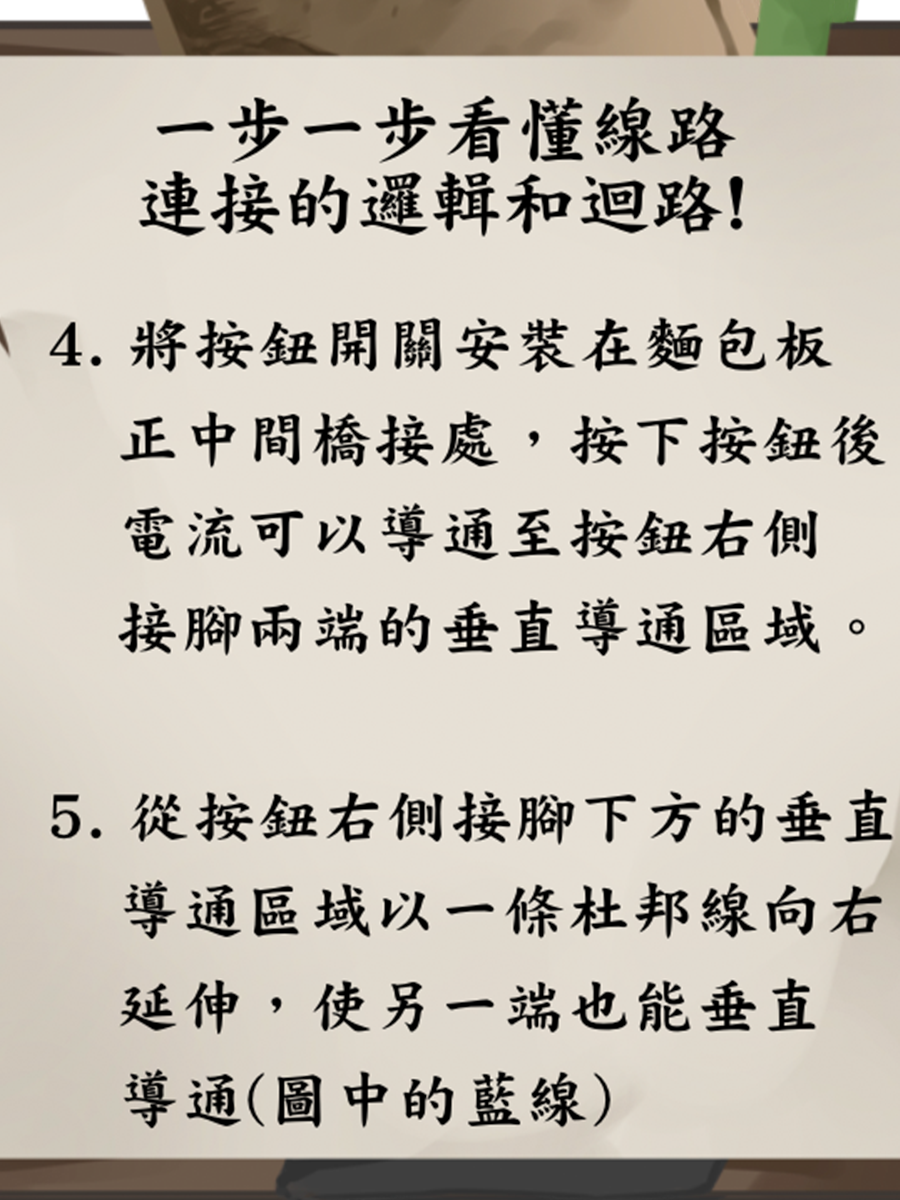 一步一步看懂線路
連接的邏輯和迴路!
4. 將按鈕開關安裝在麵包板
正中間橋接處，按下按鈕後
電流可以導通至按鈕右側
接腳兩端的垂直導通區域。
5. 從按鈕右側接腳下方的垂直
導通區域以一條杜邦線向右
延伸，使另一端也能垂直
導通(圖中的藍線)